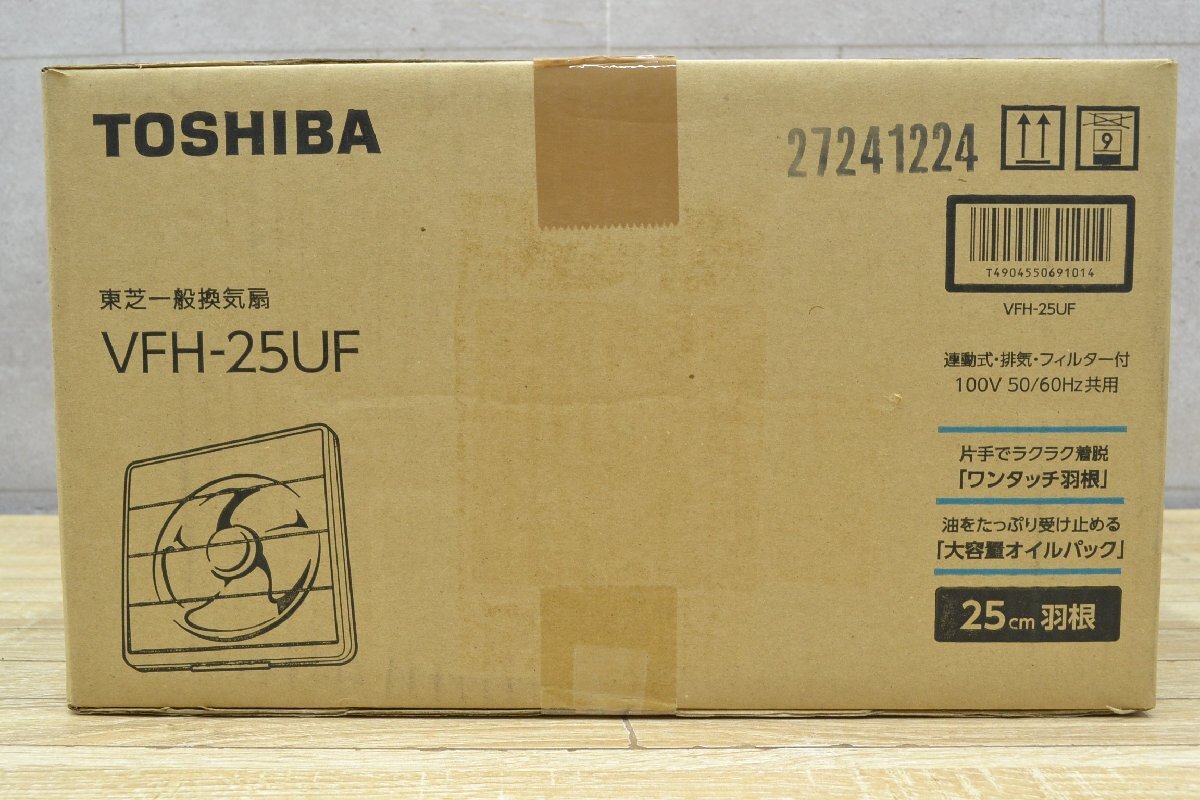 TOSHIBA
27241224
9
T4904550691014
VFH-25UF
東芝一般換気扇
VFH-25UF
連動式・排気・フィルター付
100V 50/60Hz共用
片手でラクラク着脱
「ワンタッチ羽根」
油をたっぷり受け止める
「大容量オイルパック」
25cm 羽根